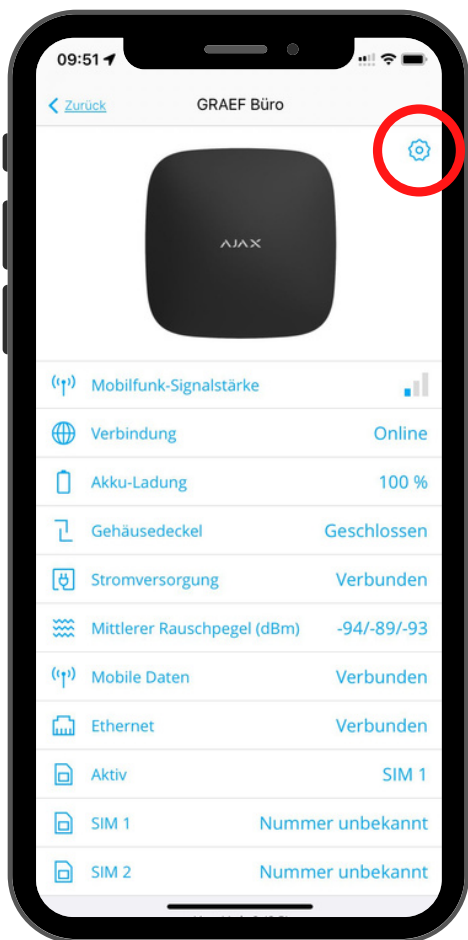 09:51
Zurück
GRAEF Büro
AJAX
Mobilfunk-Signalstärke
Verbindung Online
Akku-Ladung 100 %
Gehäusedeckel Geschlossen
Stromversorgung Verbunden
Mittlerer Rauschpegel (dBm) -94/-89/-93
Mobile Daten Verbunden
Ethernet Verbunden
Aktiv SIM 1
SIM 1 Nummer unbekannt
SIM 2 Nummer unbekannt